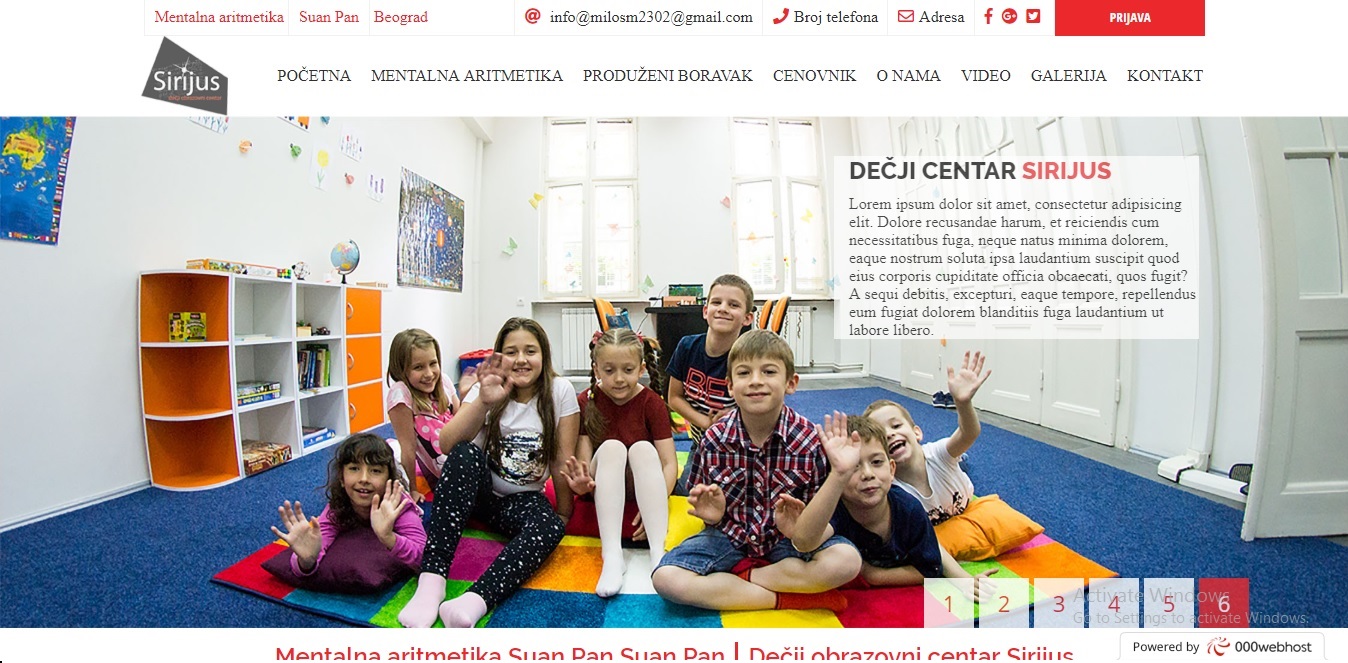 Mentalna aritmetika Suan Pan Beograd info@milosm2302@gmail.com Broj telefona Adresa PRIJAVA
Sirijus
POČETNA MENTALNA ARITMETIKA PRODUŽENI BORAVAK CENOVNIK O NAMA VIDEO GALERIJA KONTAKT
DEČJI CENTAR SIRIJUS
Lorem ipsum dolor sit amet, consectetur adipisicing
elit. Dolore recusandae harum, et reiciendis cum
necessitatibus fuga, neque natus minima dolorem,
eaque nostrum soluta ipsa laudantium suscipit quod
eius corporis cupiditate officia obcaecati, quos fugit?
A sequi debitis, excepturi, eaque tempore, repellendus
eum fugiat dolorem blanditiis fuga laudantium ut
labore libero.
1 2 3 4 5 6
Activate Windows
Go to Settings to activate Windows.
Powered by 000webhost
Mentalna aritmetika Suan Pan Suan Pan | Dečji obrazovni centar Sirijus